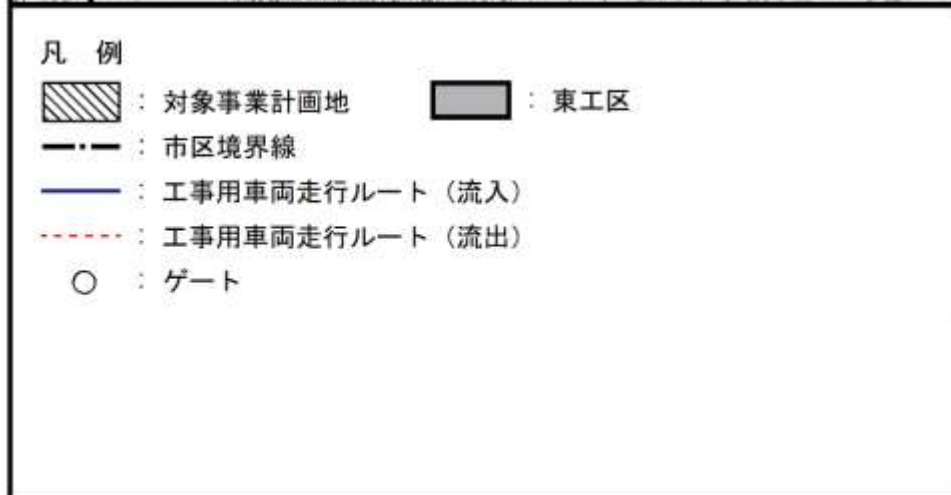 凡 例
: 対象事業計画地 : 東工区
: 市区境界線
: 工事用車両走行ルート（流入）
: 工事用車両走行ルート（流出）
: ゲート